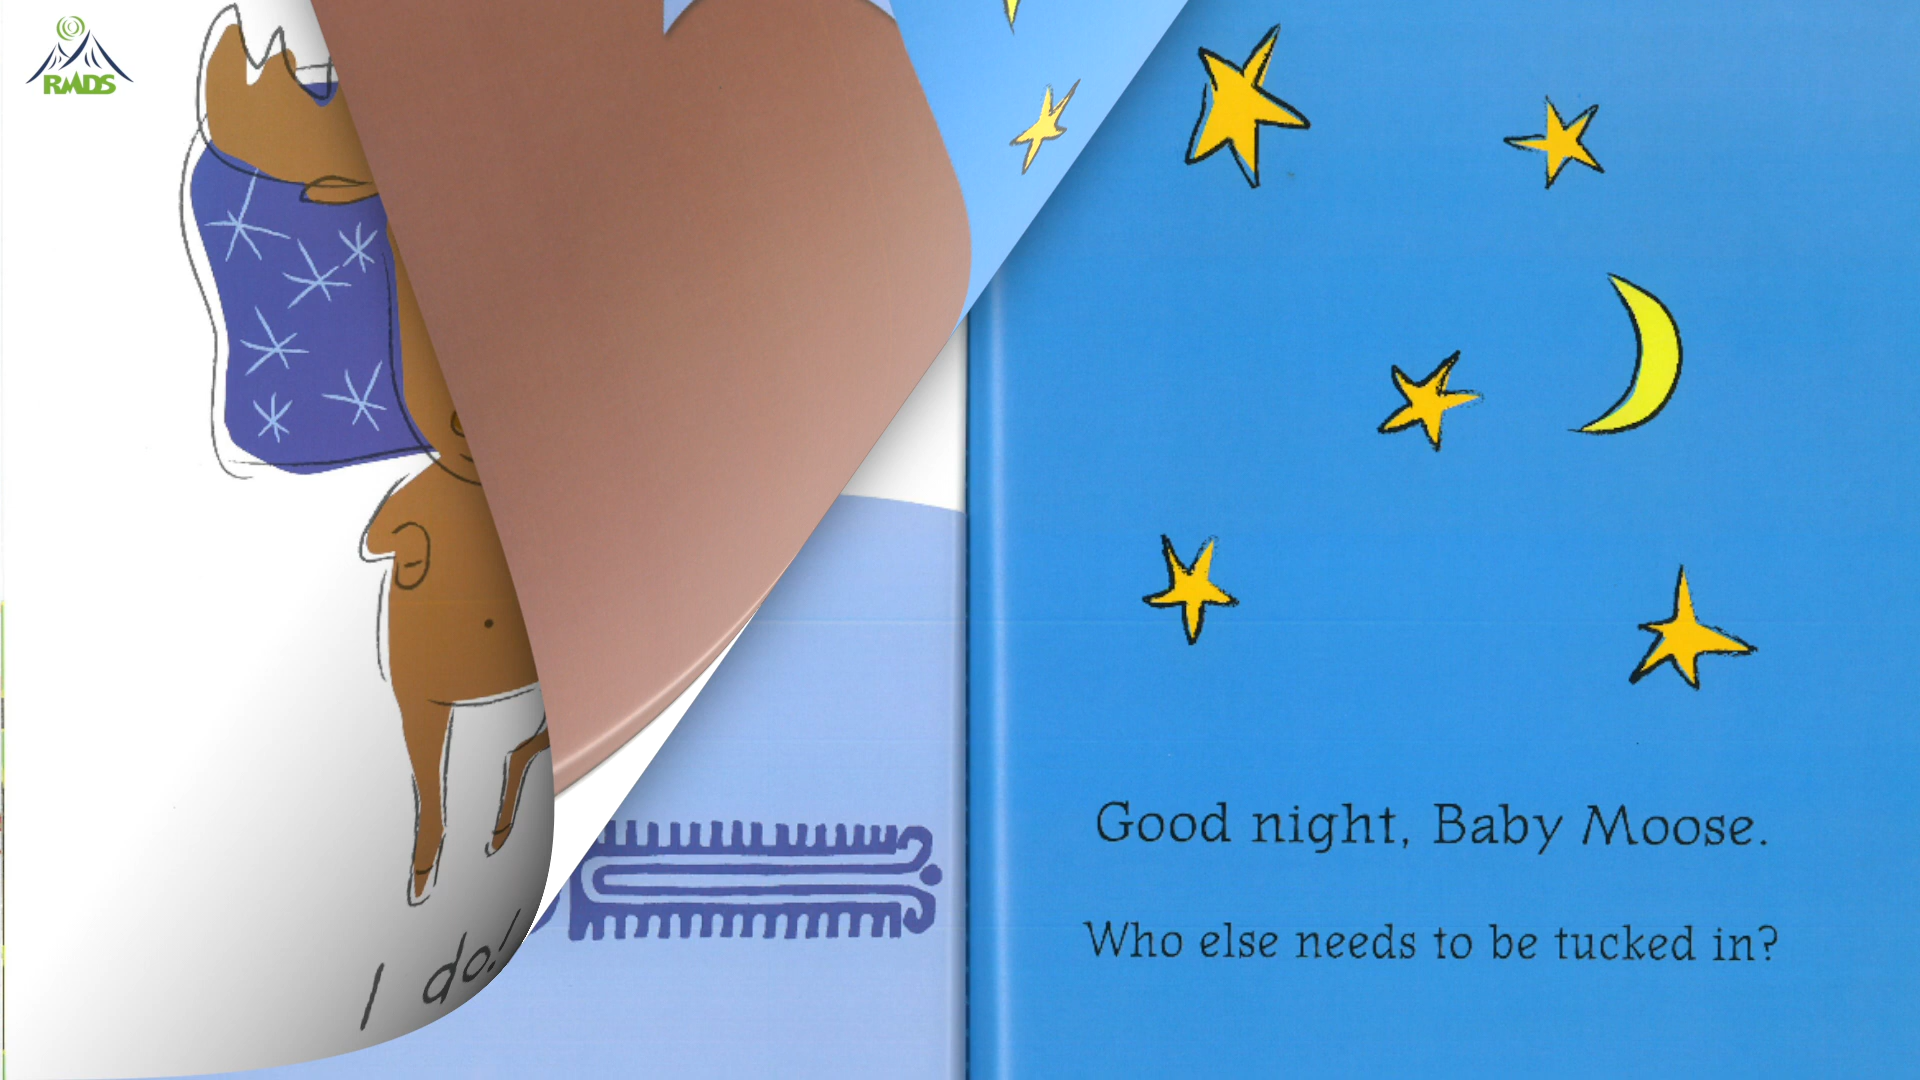 RMDS
I do!
Good night, Baby Moose.
Who else needs to be tucked in?